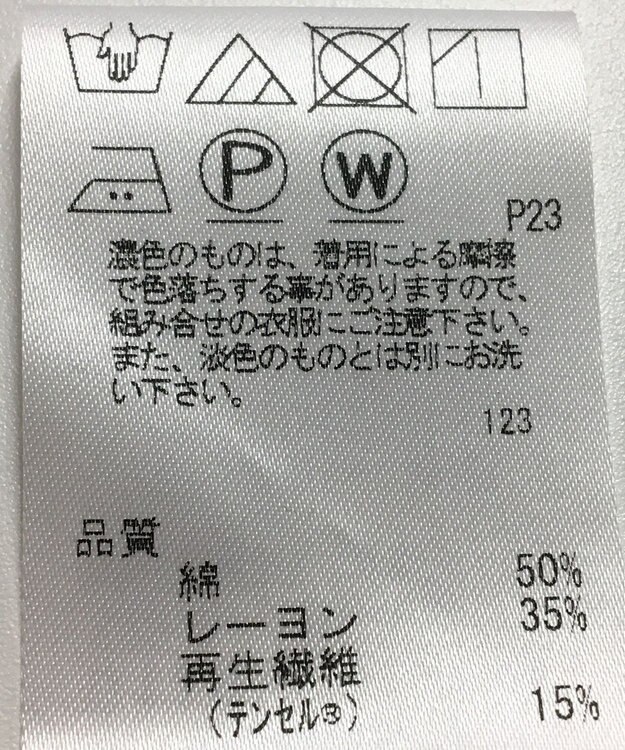 P W
P23
濃色のものは、着用による摩擦
で色落ちする事がありますので、
組み合せの衣服にご注意下さい。
また、淡色のものとは別にお洗
い下さい。
123
品質
綿 50%
レーヨン 35%
再生繊維
(テンセル®) 15%